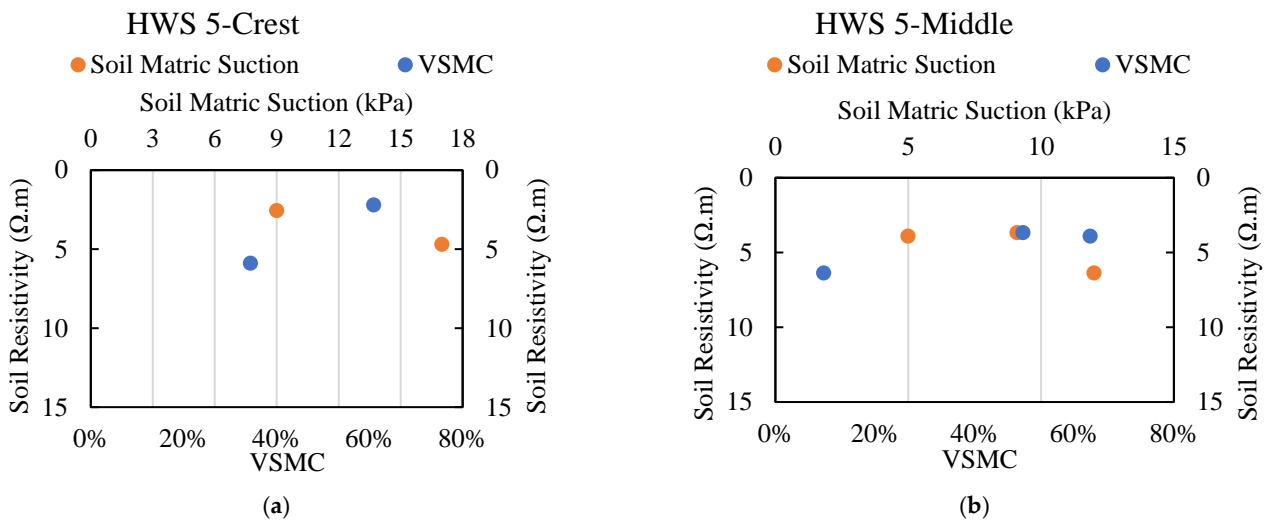 HWS 5-Crest
Soil Matric Suction VSMC
Soil Matric Suction (kPa)
0 3 6 9 12 15 18
Soil Resistivity (Ω.m)
0 5 10 15
0 5 10 15
Soil Resistivity (Ω.m)
0% 20% 40% 60% 80%
VSMC
(a)
HWS 5-Middle
Soil Matric Suction VSMC
Soil Matric Suction (kPa)
0 5 10 15
Soil Resistivity (Ω.m)
0 5 10 15
0 5 10 15
Soil Resistivity (Ω.m)
0% 20% 40% 60% 80%
VSMC
(b)